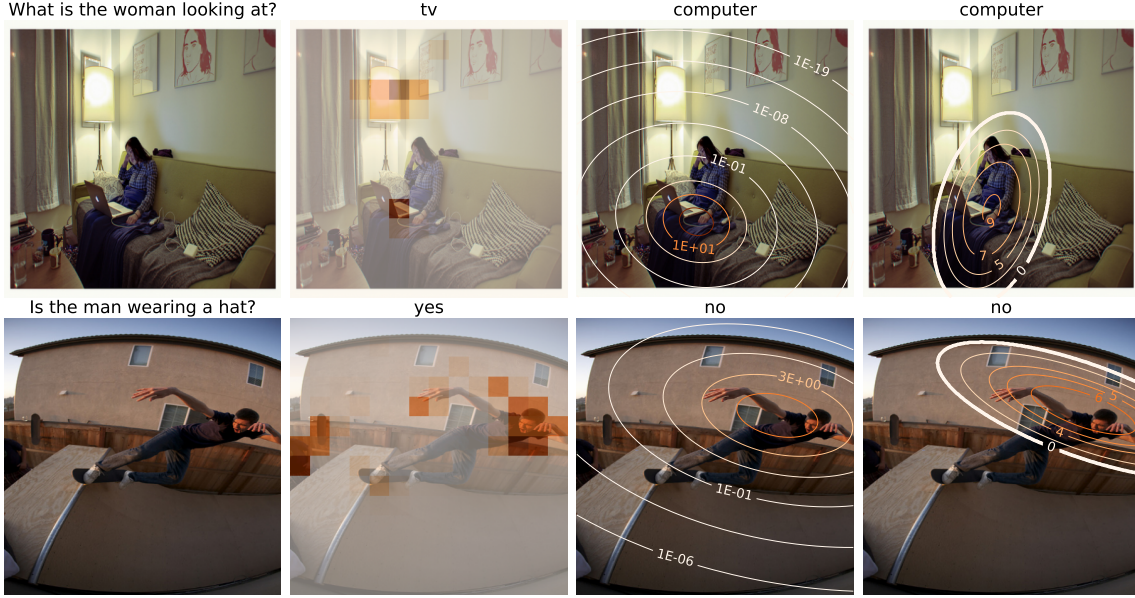 What is the woman looking at?
tv
computer
computer
1E-19
1E-08
1E-01
1E+01
9
7
5
0
Is the man wearing a hat?
yes
no
no
3E+00
1E-01
1E-06
5
6
4
0